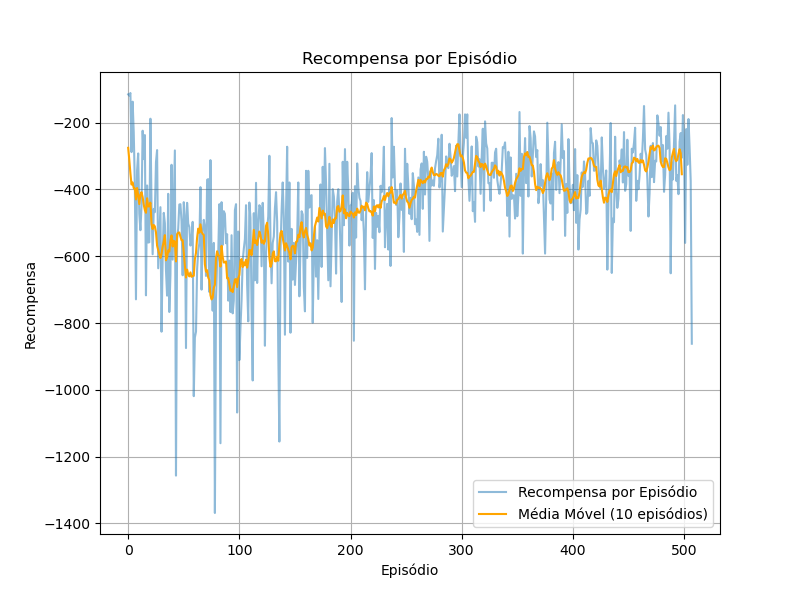 Recompensa por Episódio
Recompensa
−200
−400
−600
−800
−1000
−1200
−1400
0
100
200
300
400
500
Episódio
Recompensa por Episódio
Média Móvel (10 episódios)